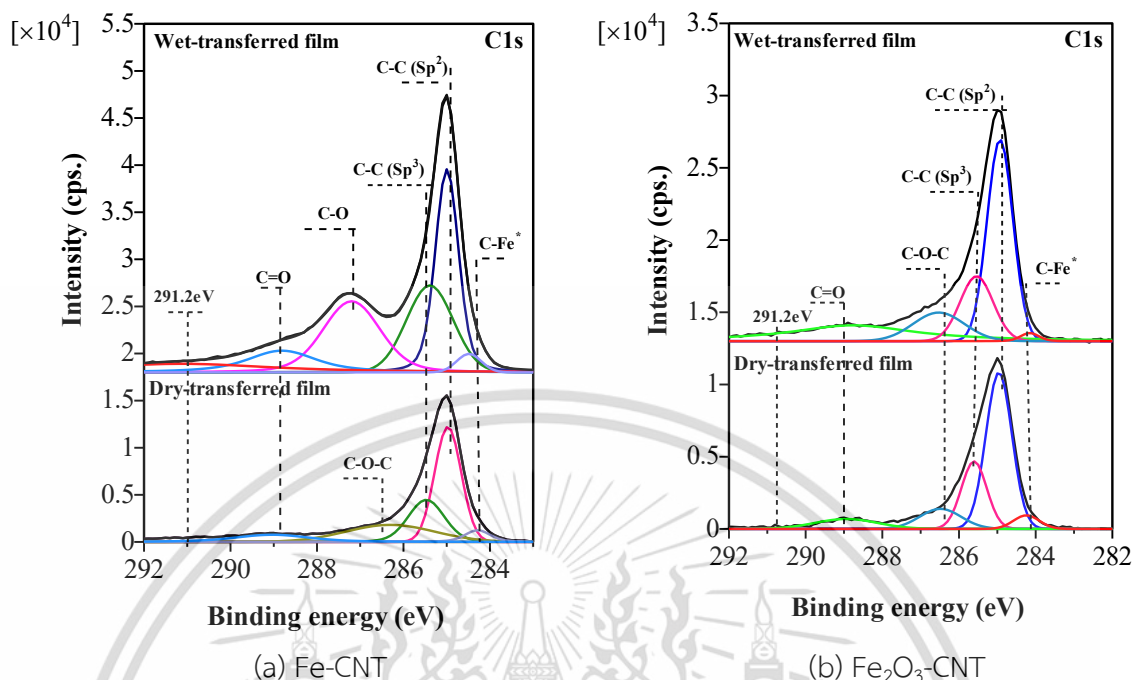 [×10⁴]
5.5
5
4.5
4
3.5
3
2.5
2
1.5
1
0.5
0
Intensity (cps.)
Wet-transferred film
C1s
C-C (Sp²)
C-C (Sp³)
C-O
C-Fe*
C=O
291.2eV
Dry-transferred film
C-O-C
292 290 288 286 284
Binding energy (eV)
(a) Fe-CNT
[×10⁴]
3.5
3
2.5
2
1.5
1
0.5
0
Intensity (cps.)
Wet-transferred film
C1s
C-C (Sp²)
C-C (Sp³)
C-O-C
C-Fe*
C=O
291.2eV
Dry-transferred film
292 290 288 286 284 282
Binding energy (eV)
(b) Fe₂O₃-CNT